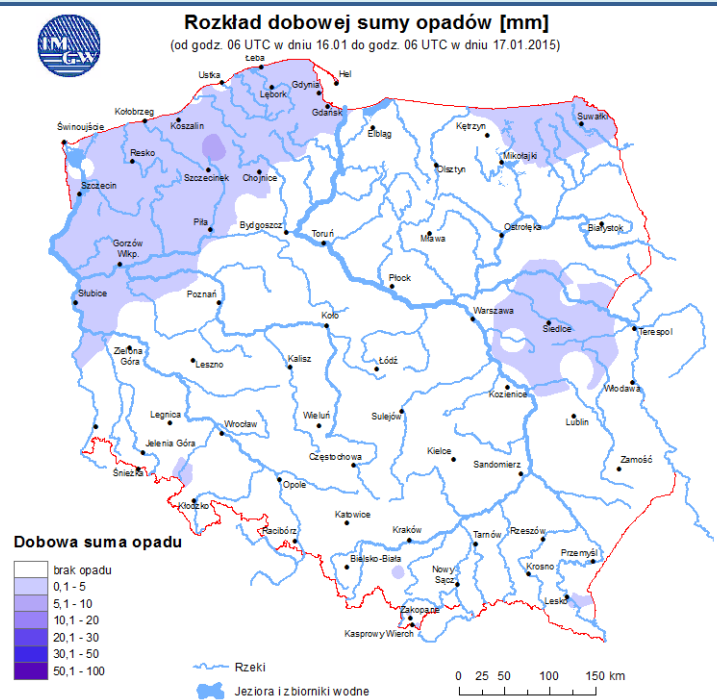 Rozkład dobowej sumy opadów [mm]
(od godz. 06 UTC w dniu 16.01 do godz. 06 UTC w dniu 17.01.2015)
IM
GW
Łeba
Ustka
Hel
Gdynia
Lębork
Gdańsk
Kołobrzeg
Koszalin
Świnoujście
Suwałki
Kętrzyn
Elbląg
Resko
Mikołajki
Olsztyn
Szczecinek
Chojnice
Szczecin
Piła
Bydgoszcz
Toruń
Mława
Ostrołęka
Białystok
Gorzów
Wlkp.
Płock
Słubice
Poznań
Koło
Warszawa
Siedlce
Terespol
Zielona
Góra
Leszno
Kalisz
Łódź
Kozienice
Włodawa
Legnica
Wrocław
Wieluń
Sulejów
Lublin
Jelenia Góra
Częstochowa
Kielce
Sandomierz
Zamość
Śnieżka
Opole
Kłodzko
Katowice
Racibórz
Kraków
Tarnów
Rzeszów
Przemyśl
Bielsko-Biała
Nowy
Sącz
Krosno
Lesko
Zakopane
Kasprowy Wierch
Dobowa suma opadu
brak opadu
0,1 - 5
5,1 - 10
10,1 - 20
20,1 - 30
30,1 - 50
50,1 - 100
Rzeki
Jeziora i zbiorniki wodne
0 25 50 100 150 km